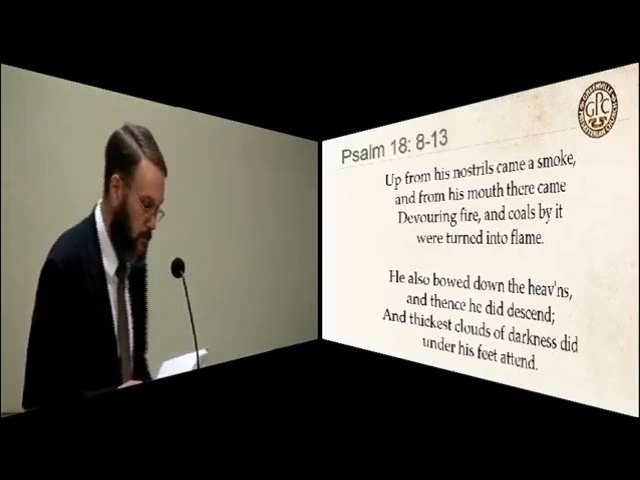 GPC
Psalm 18: 8-13
Up from his nostrils came a smoke,
and from his mouth there came
Devouring fire, and coals by it
were turned into flame.
He also bowed down the heav'ns,
and thence he did descend;
And thickest clouds of darkness did
under his feet attend.